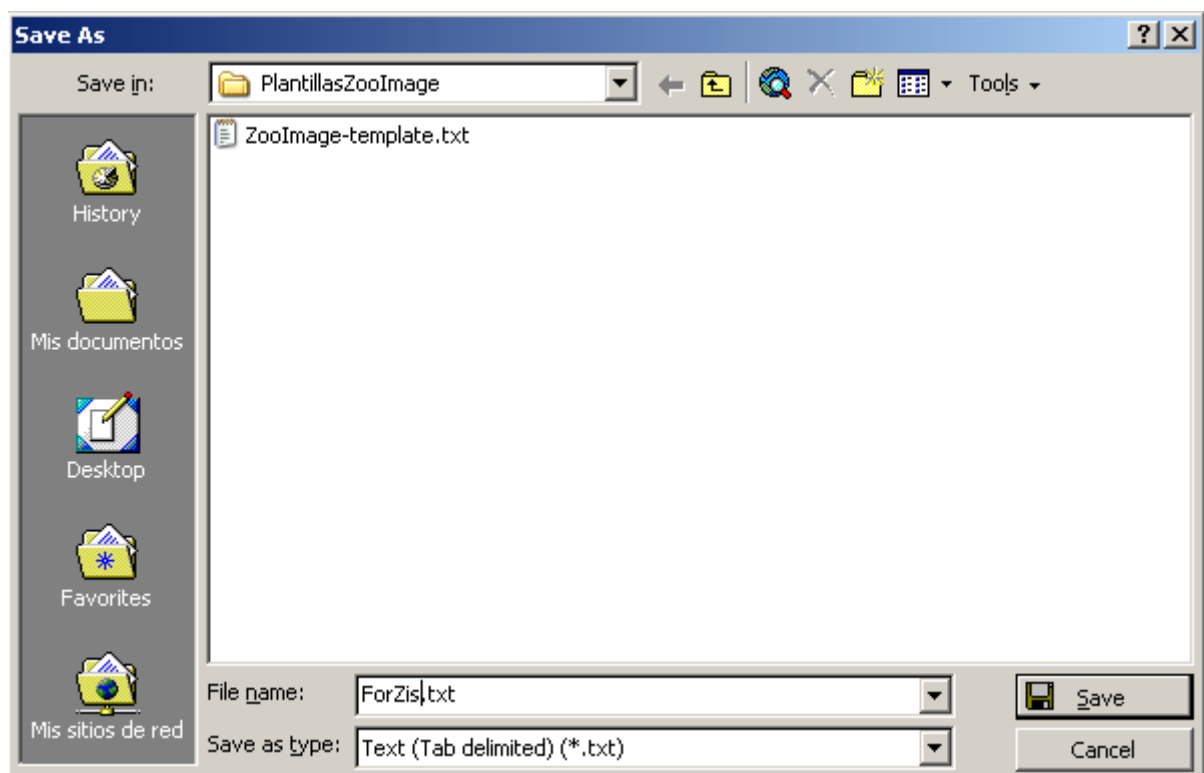 Save As
Save in:
PlantillasZooImage
Tools
ZooImage-template.txt
History
Mis documentos
Desktop
Favorites
Mis sitios de red
File name:
ForZis.txt
Save
Save as type:
Text (Tab delimited) (*.txt)
Cancel